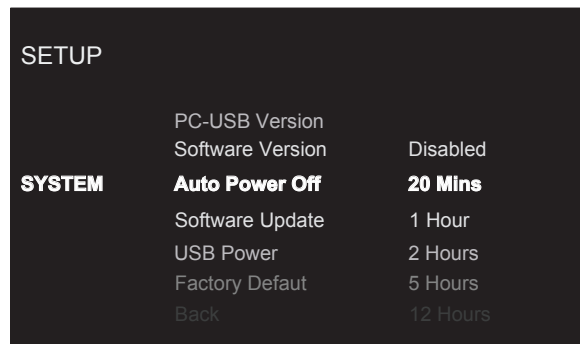 SETUP
PC-USB Version
Software Version Disabled
SYSTEM Auto Power Off 20 Mins
Software Update 1 Hour
USB Power 2 Hours
Factory Defaut 5 Hours
Back 12 Hours